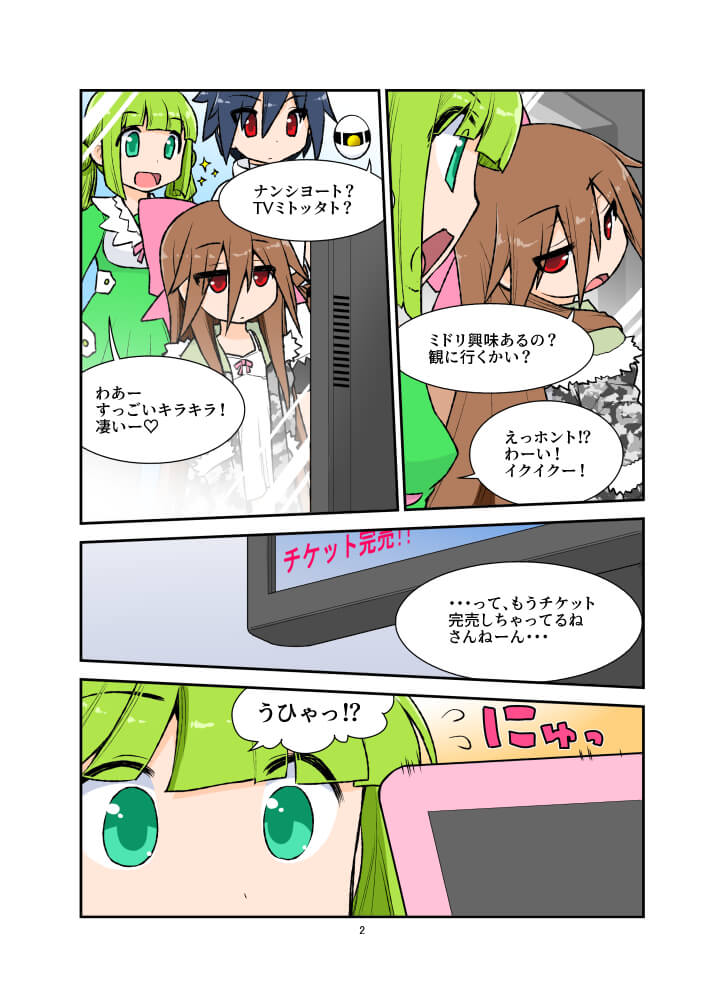 ナンシヨート?
TVミトッタト?
わあー
すっごいキラキラ!
凄いー♡
ミドリ興味あるの?
観に行くかい?
えっホント!?
わーい!
イクイクー!
チケット完売!!
・・・って、もうチケット
完売しちゃってるね
さんねーん・・・
うひゃっ!?
にゅっ
2